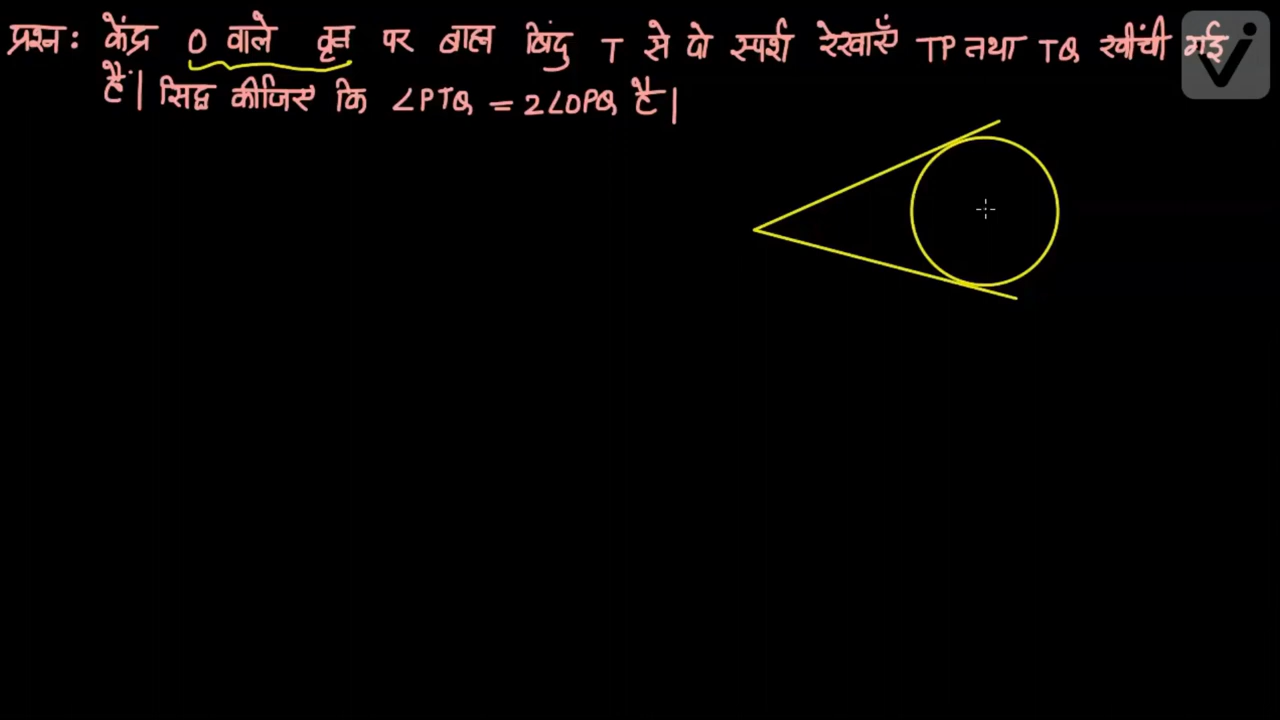 प्रश्न: केंद्र O वाले वृत्त पर बाह्य बिंदु T से दो स्पर्श रेखाएँ TP तथा TQ खींची गई
हैं। सिद्ध कीजिए कि ∠PTQ = 2∠OPQ है।